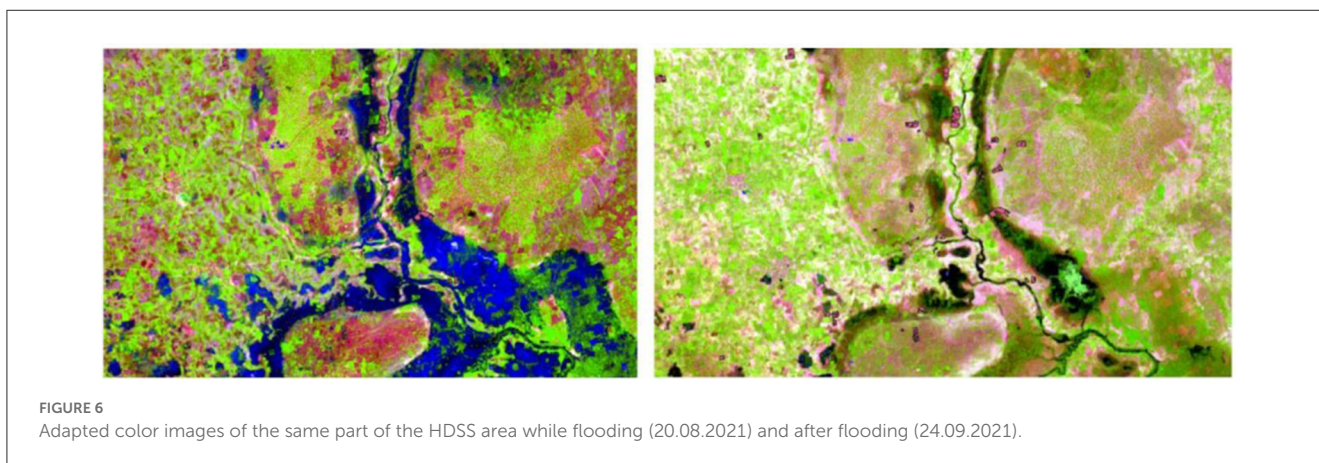 FIGURE 6
Adapted color images of the same part of the HDSS area while flooding (20.08.2021) and after flooding (24.09.2021).